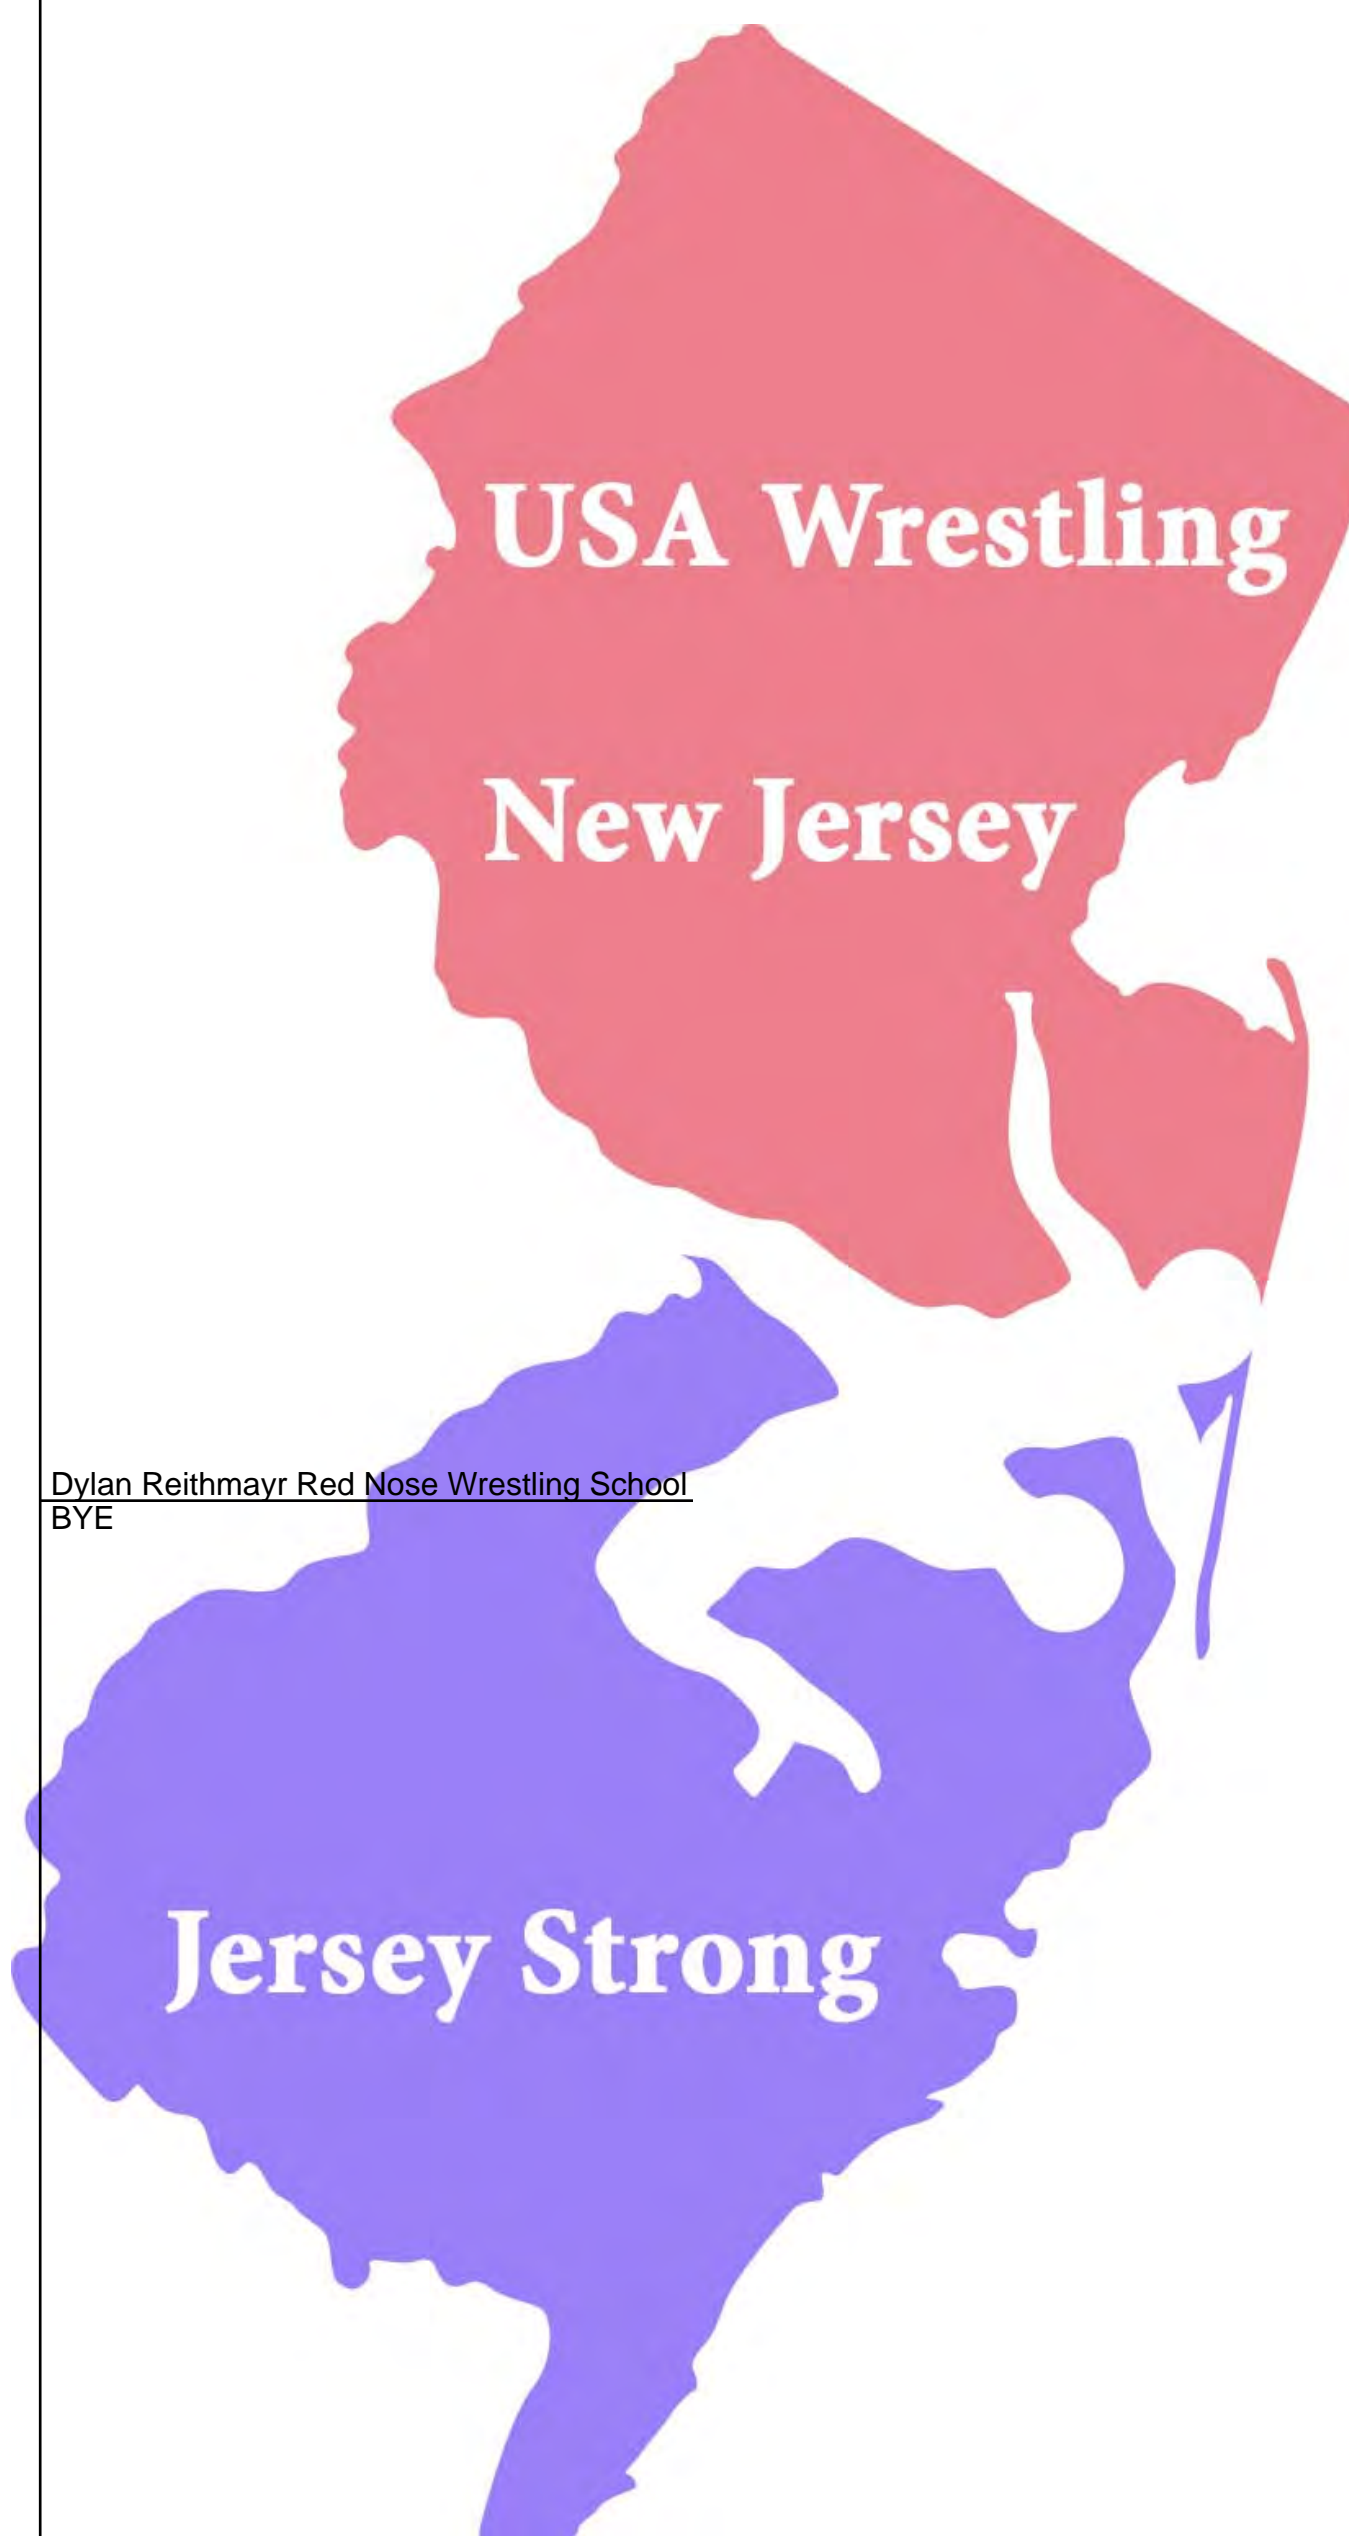 USA Wrestling
New Jersey
Dylan Reithmayr Red Nose Wrestling School
BYE
Jersey Strong